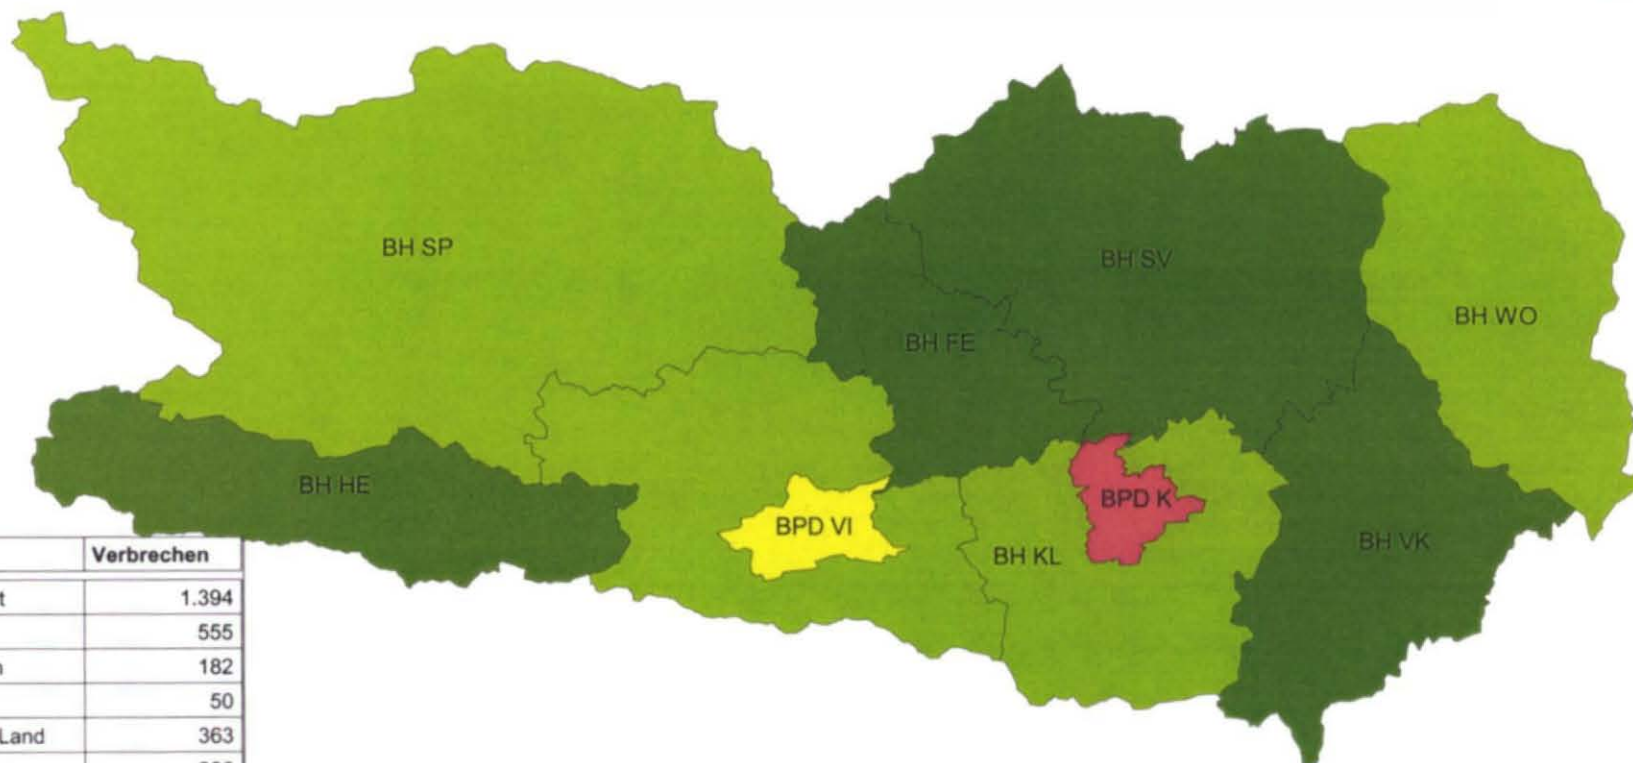 BH SP
BH SV
BH WO
BH FE
BH HE
BPD VI
BPD K
BH KL
BH VK
Verbrechen
t 1.394
555
n 182
50
Land 363